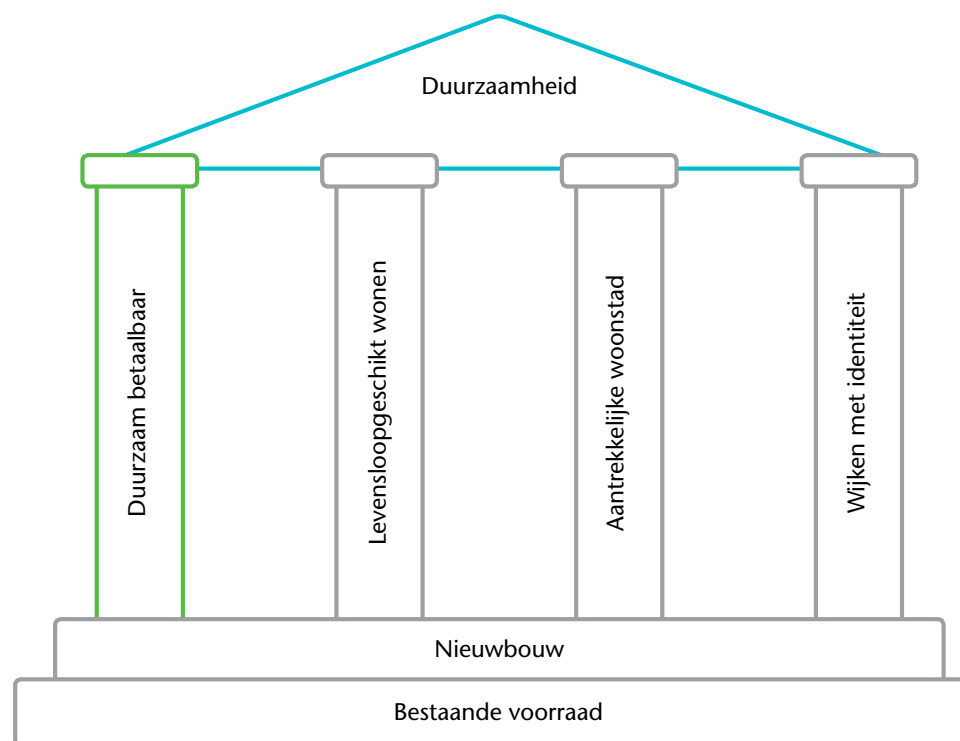 Duurzaamheid
Duurzaam betaalbaar
Levensloopgeschikt wonen
Aantrekkelijke woonstad
Wijken met identiteit
Nieuwbouw
Bestaande voorraad